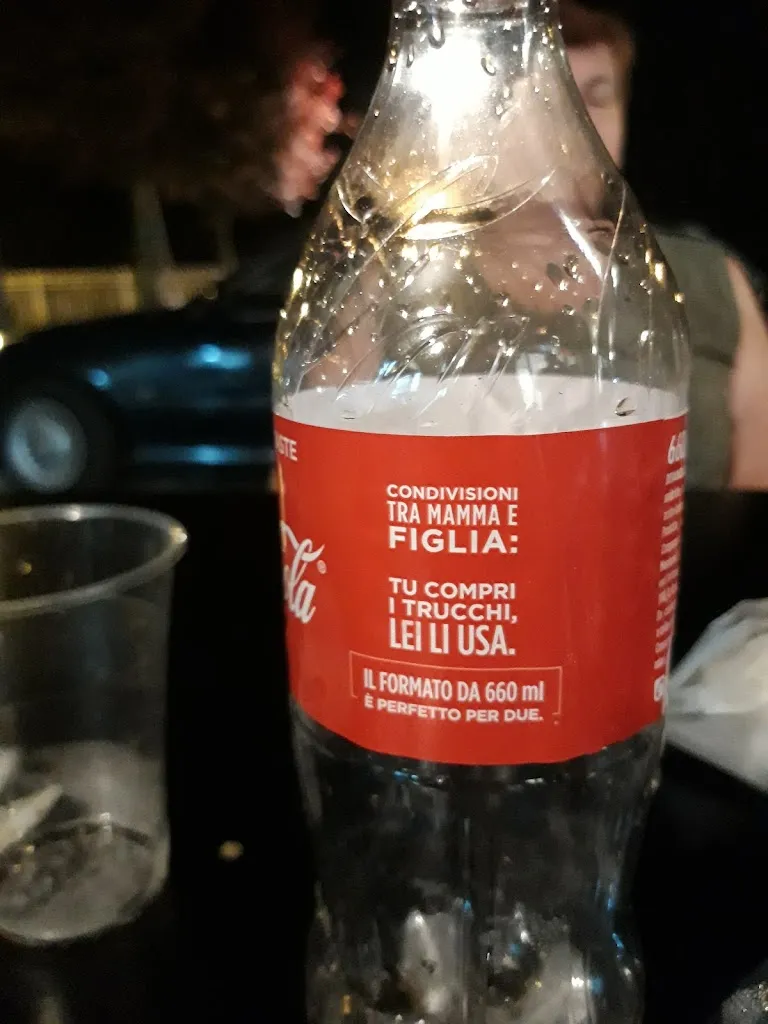 CONDIVISIONI
TRA MAMMA E
FIGLIA:
TU COMPRI
I TRUCCHI,
LEI LI USA.
IL FORMATO DA 660 ml
È PERFETTO PER DUE.